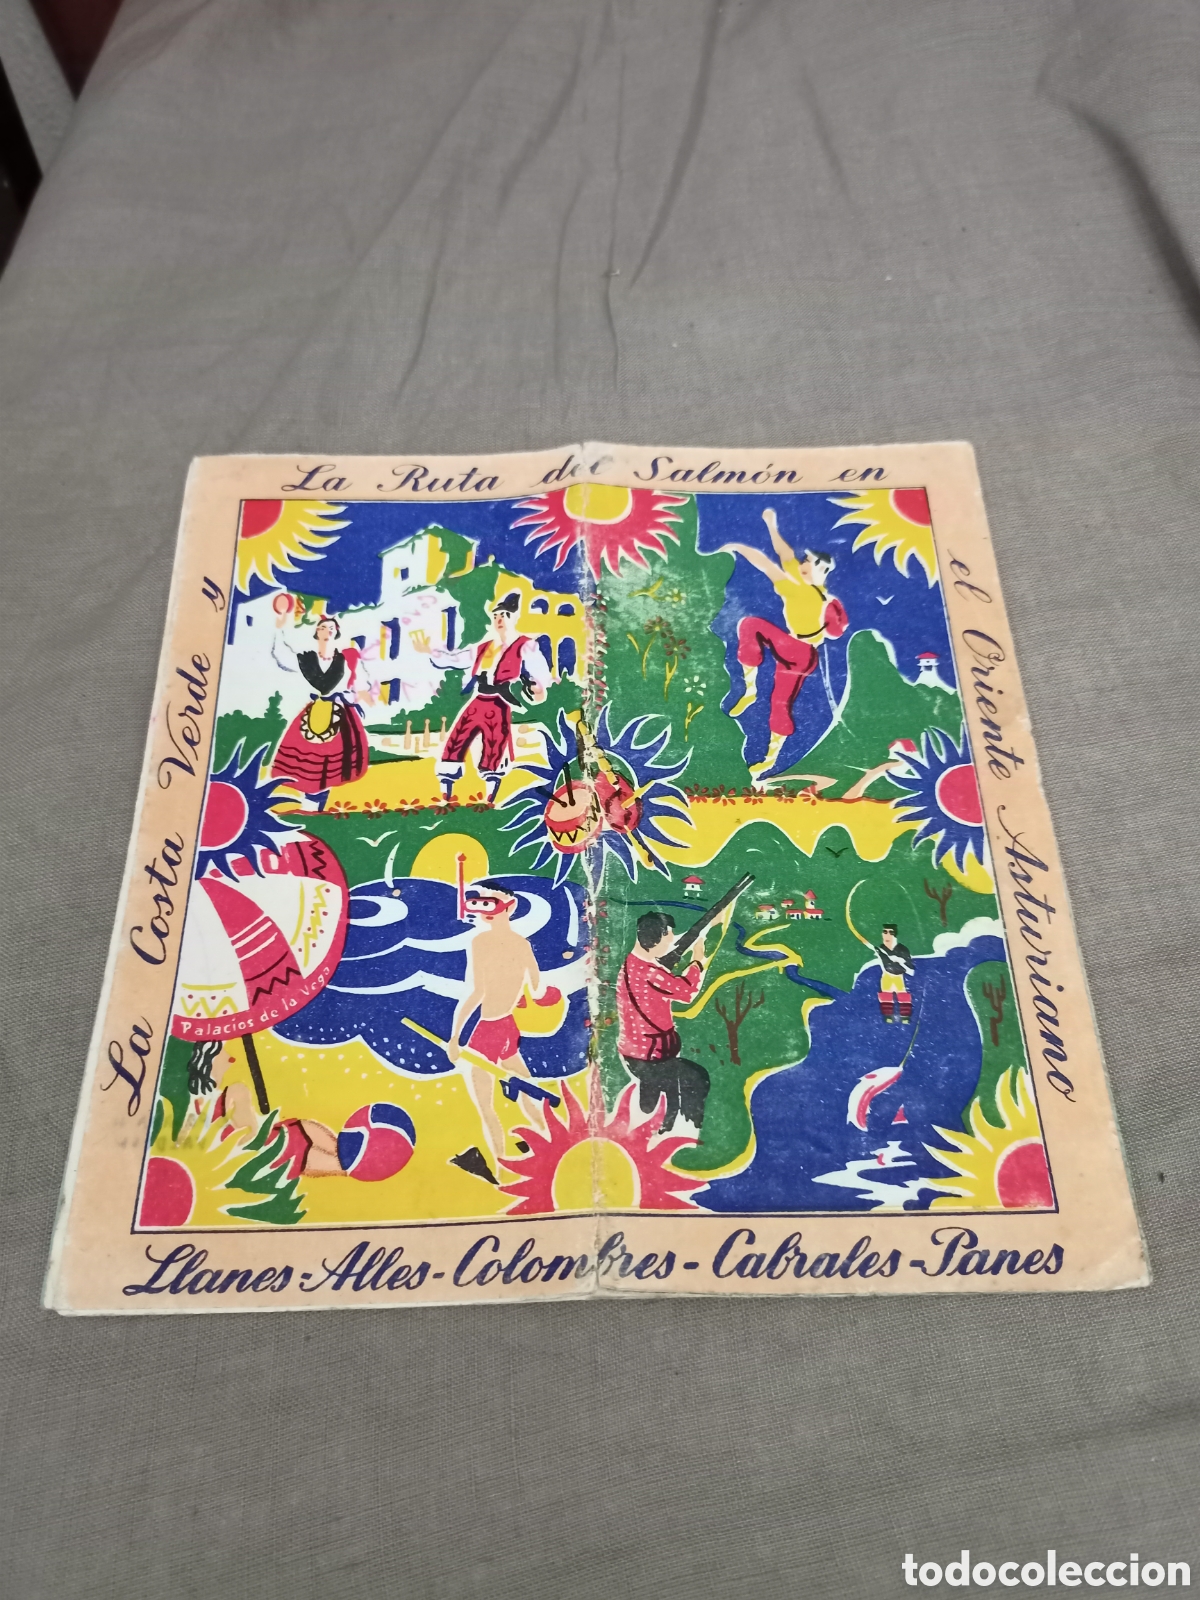 La Costa Verde y
La Ruta del Salmón en
el Oriente Asturiano
Palacios de la Vega
Llanes-Alles-Colombres-Cabrales-Panes
todocoleccion